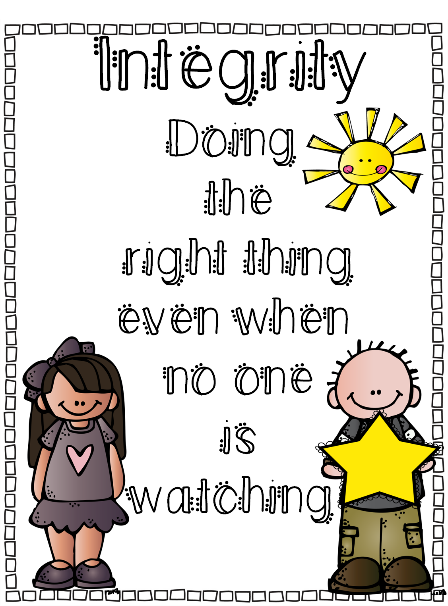 Integrity
Doing
the
right thing
even when
no one
is
watching